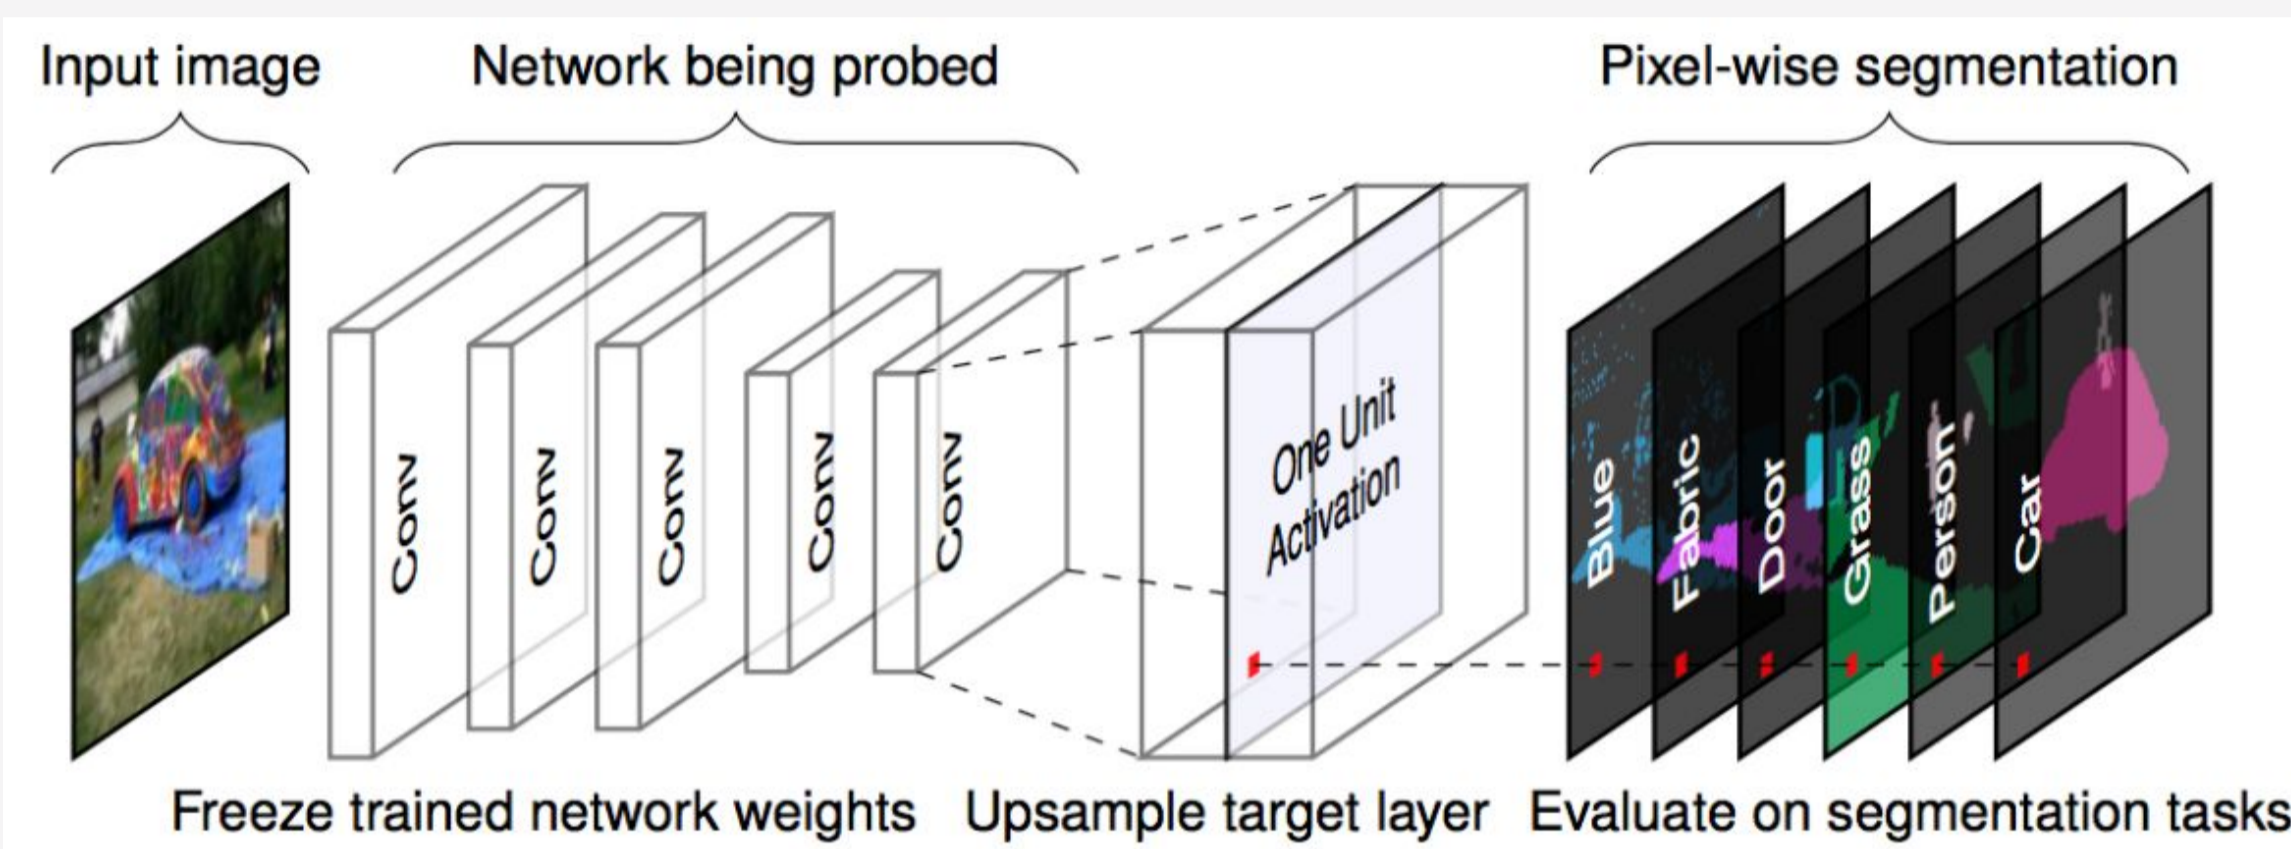 Input image
Network being probed
Pixel-wise segmentation
Conv
Conv
Conv
Conv
Conv
One Unit
Activation
Blue
Fabric
Door
Grass
Person
Car
Freeze trained network weights
Upsample target layer
Evaluate on segmentation tasks